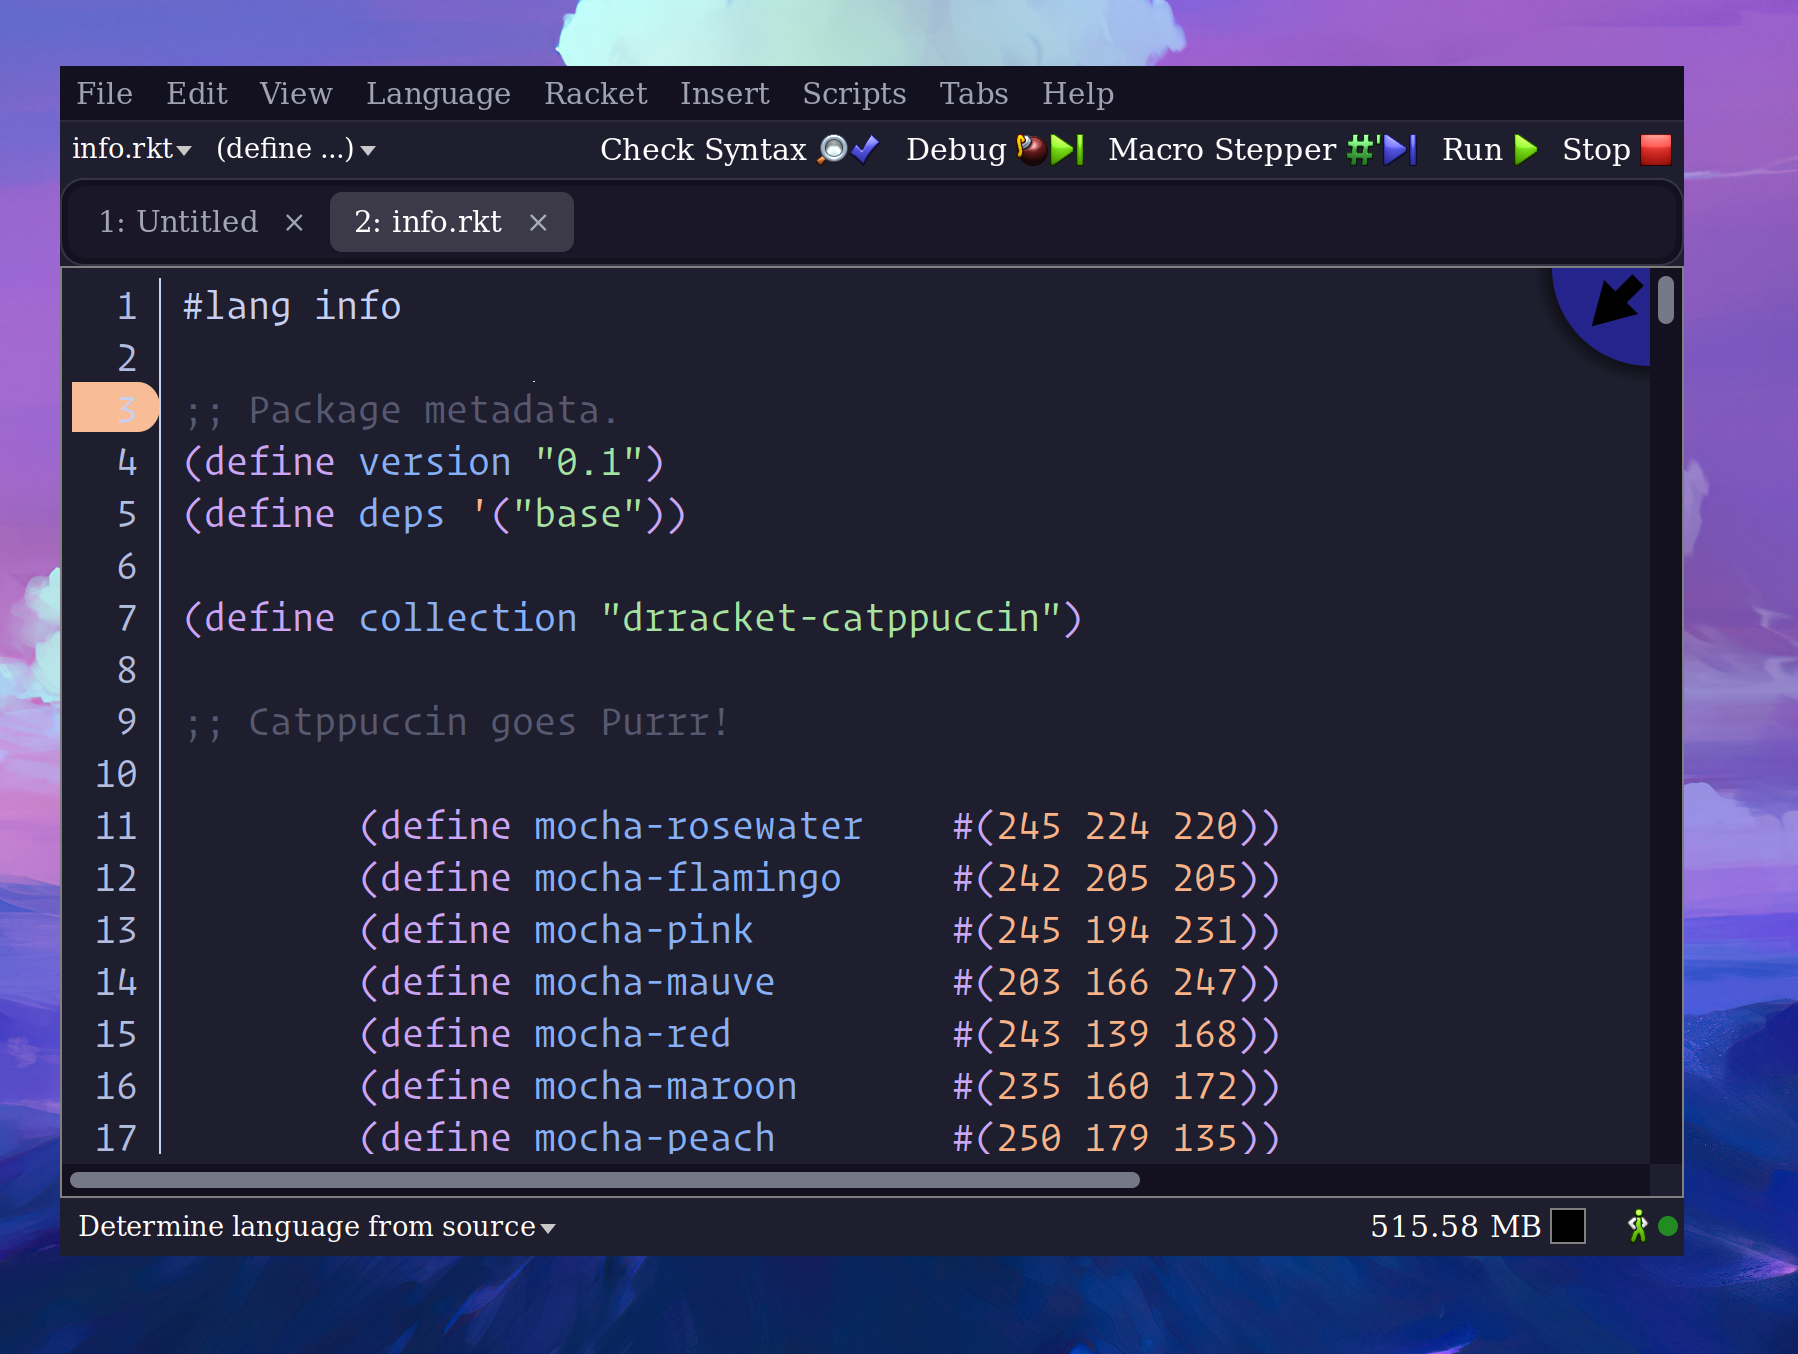 File Edit View Language Racket Insert Scripts Tabs Help
info.rkt (define ...) Check Syntax Debug Macro Stepper #' Run Stop
1: Untitled × 2: info.rkt ×
1 #lang info
2
3 ;; Package metadata.
4 (define version "0.1")
5 (define deps '("base"))
6
7 (define collection "drracket-catppuccin")
8
9 ;; Catppuccin goes Purrr!
10
11 (define mocha-rosewater #(245 224 220))
12 (define mocha-flamingo #(242 205 205))
13 (define mocha-pink #(245 194 231))
14 (define mocha-mauve #(203 166 247))
15 (define mocha-red #(243 139 168))
16 (define mocha-maroon #(235 160 172))
17 (define mocha-peach #(250 179 135))
Determine language from source 515.58 MB